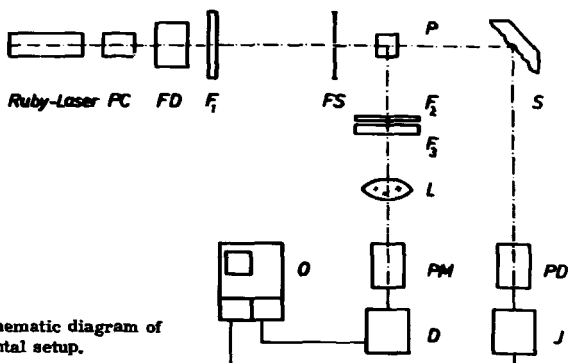 P
Ruby-Laser PC FD F1 FS S
F2
F3
L
O PM PD
D J
hematic diagram of
ntal setup.